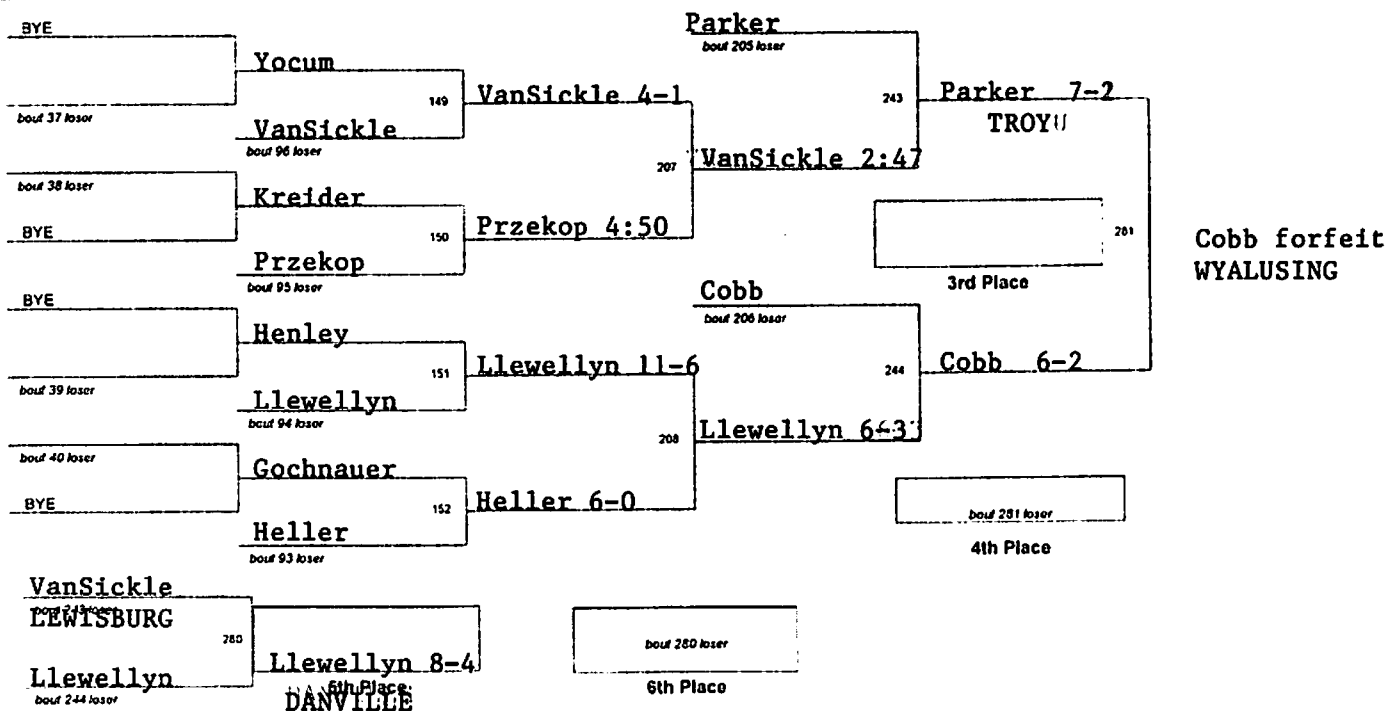 BYE
Parker
bout 205 loser
Yocum
149
VanSickle 4-1
243
Parker 7-2
TROY
bout 37 loser
VanSickle
bout 96 loser
207
VanSickle 2:47
bout 38 loser
Kreider
BYE
150
Przekop 4:50
281
Cobb forfeit
WYALUSING
Przekop
bout 95 loser
3rd Place
Cobb
bout 206 loser
BYE
Henley
151
Llewellyn 11-6
244
Cobb 6-2
bout 39 loser
Llewellyn
bout 94 loser
208
Llewellyn 6-3
bout 40 loser
Gochnauer
BYE
152
Heller 6-0
bout 281 loser
4th Place
Heller
bout 93 loser
VanSickle
LEWISBURG
280
bout 280 loser
Llewellyn 8-4
Llewellyn
bout 244 loser
5th Place
DANVILLE
6th Place